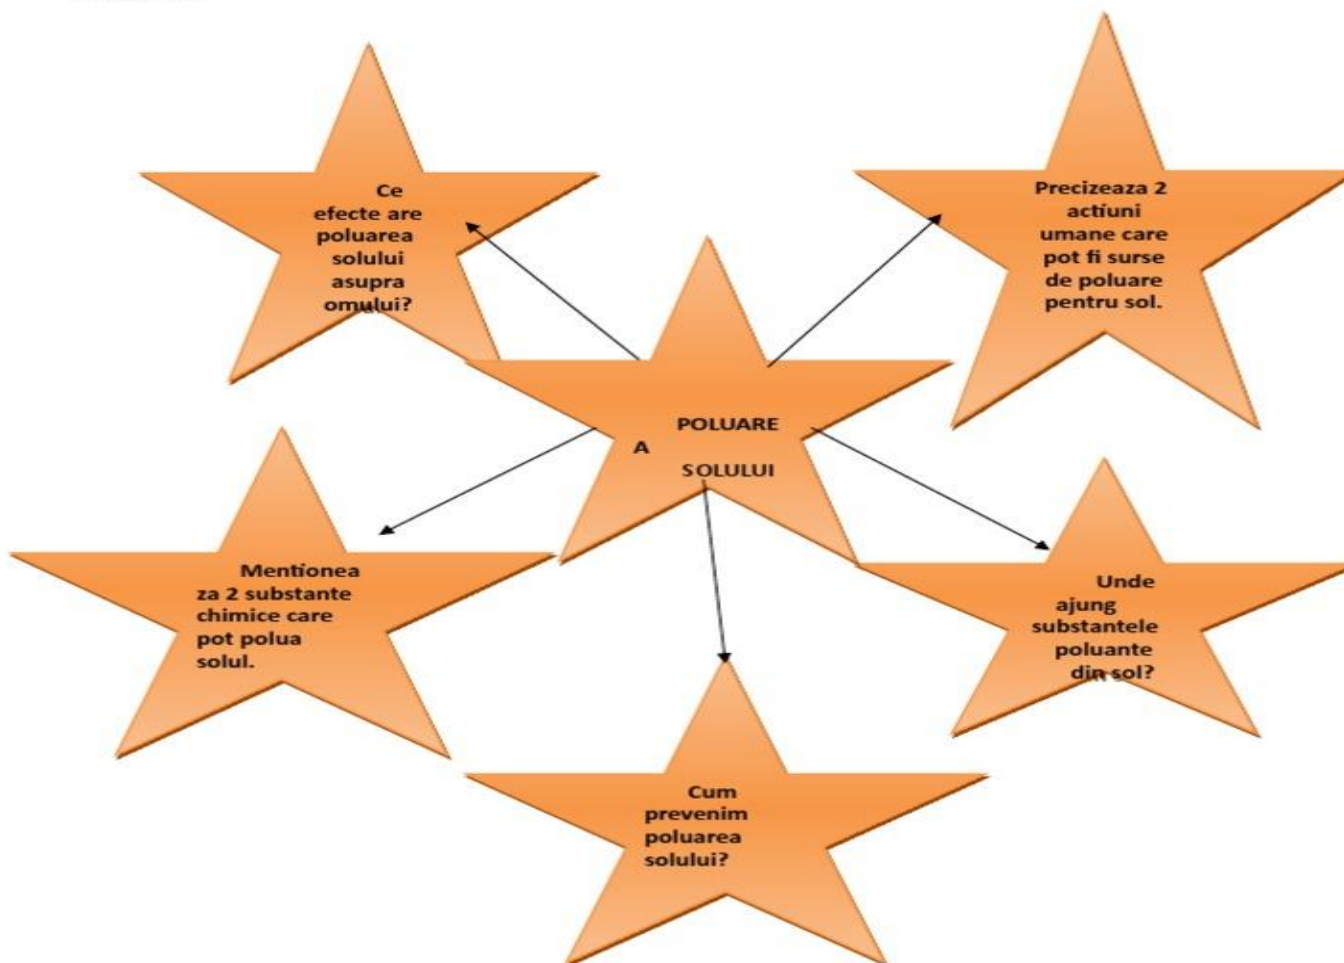 Ce
efecte are
poluarea
solului
asupra
omului?
Precizeaza 2
actiuni
umane care
pot fi surse
de poluare
pentru sol.
POLUARE
A
SOLULUI
Mentionea
za 2 substante
chimice care
pot polua
solul.
Unde
ajung
substantele
poluante
din sol?
Cum
prevenim
poluarea
solului?